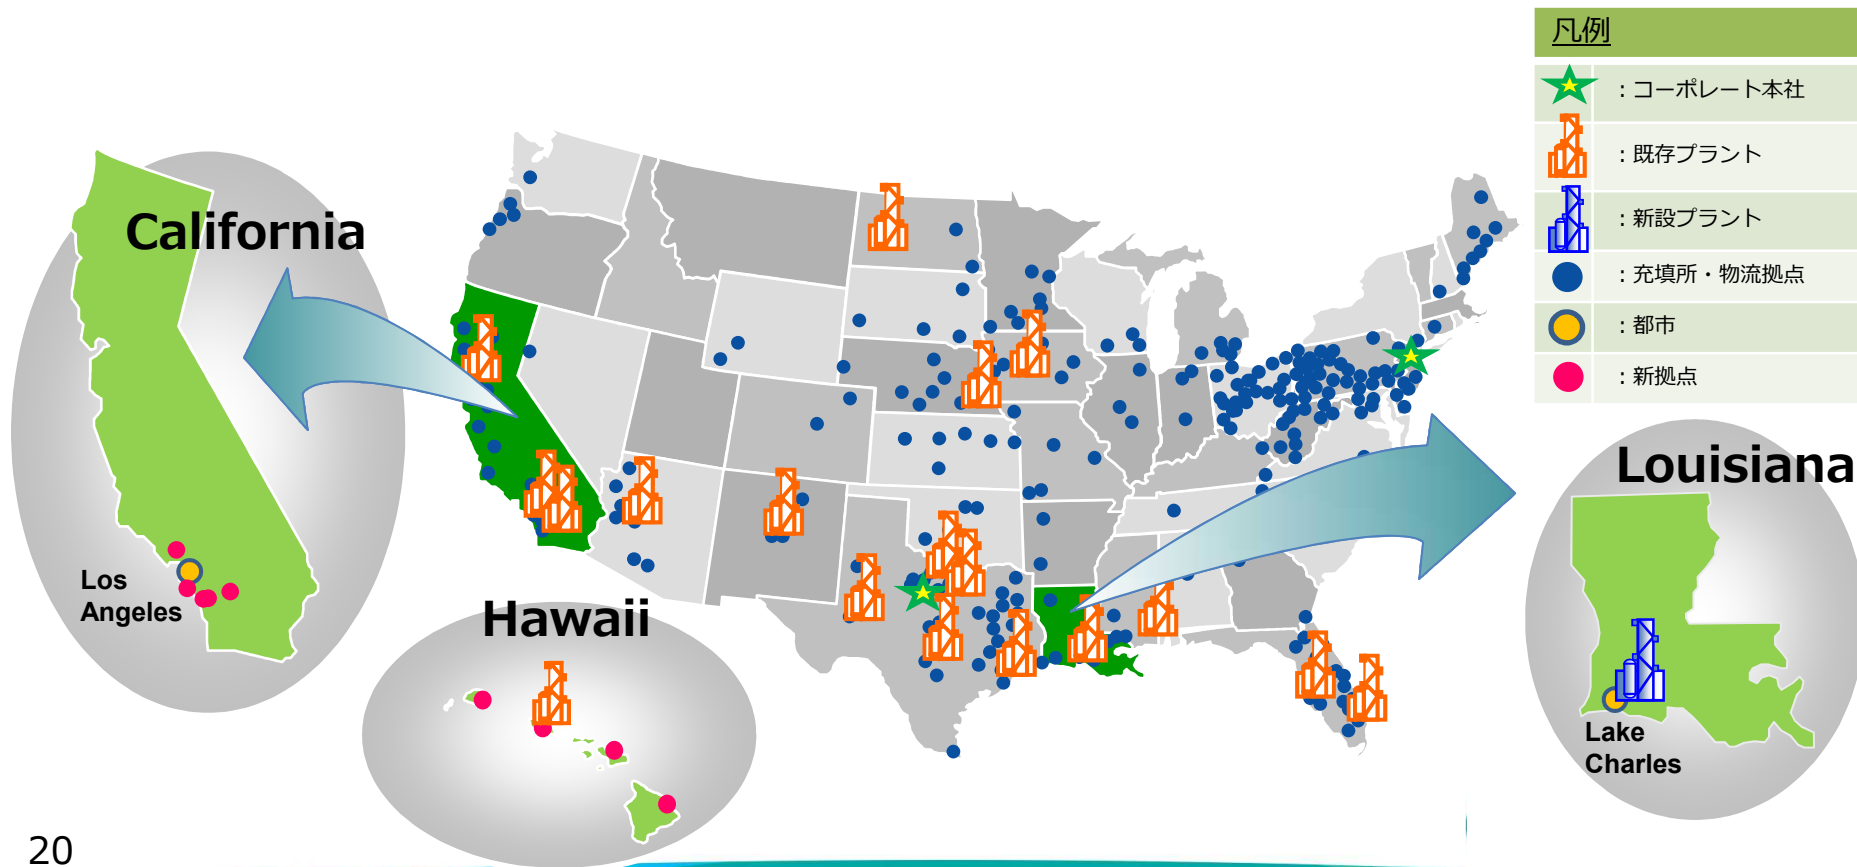 凡例
：コーポレート本社
：既存プラント
：新設プラント
：充填所・物流拠点
：都市
：新拠点
California
Los
Angeles
Hawaii
Louisiana
Lake
Charles
20